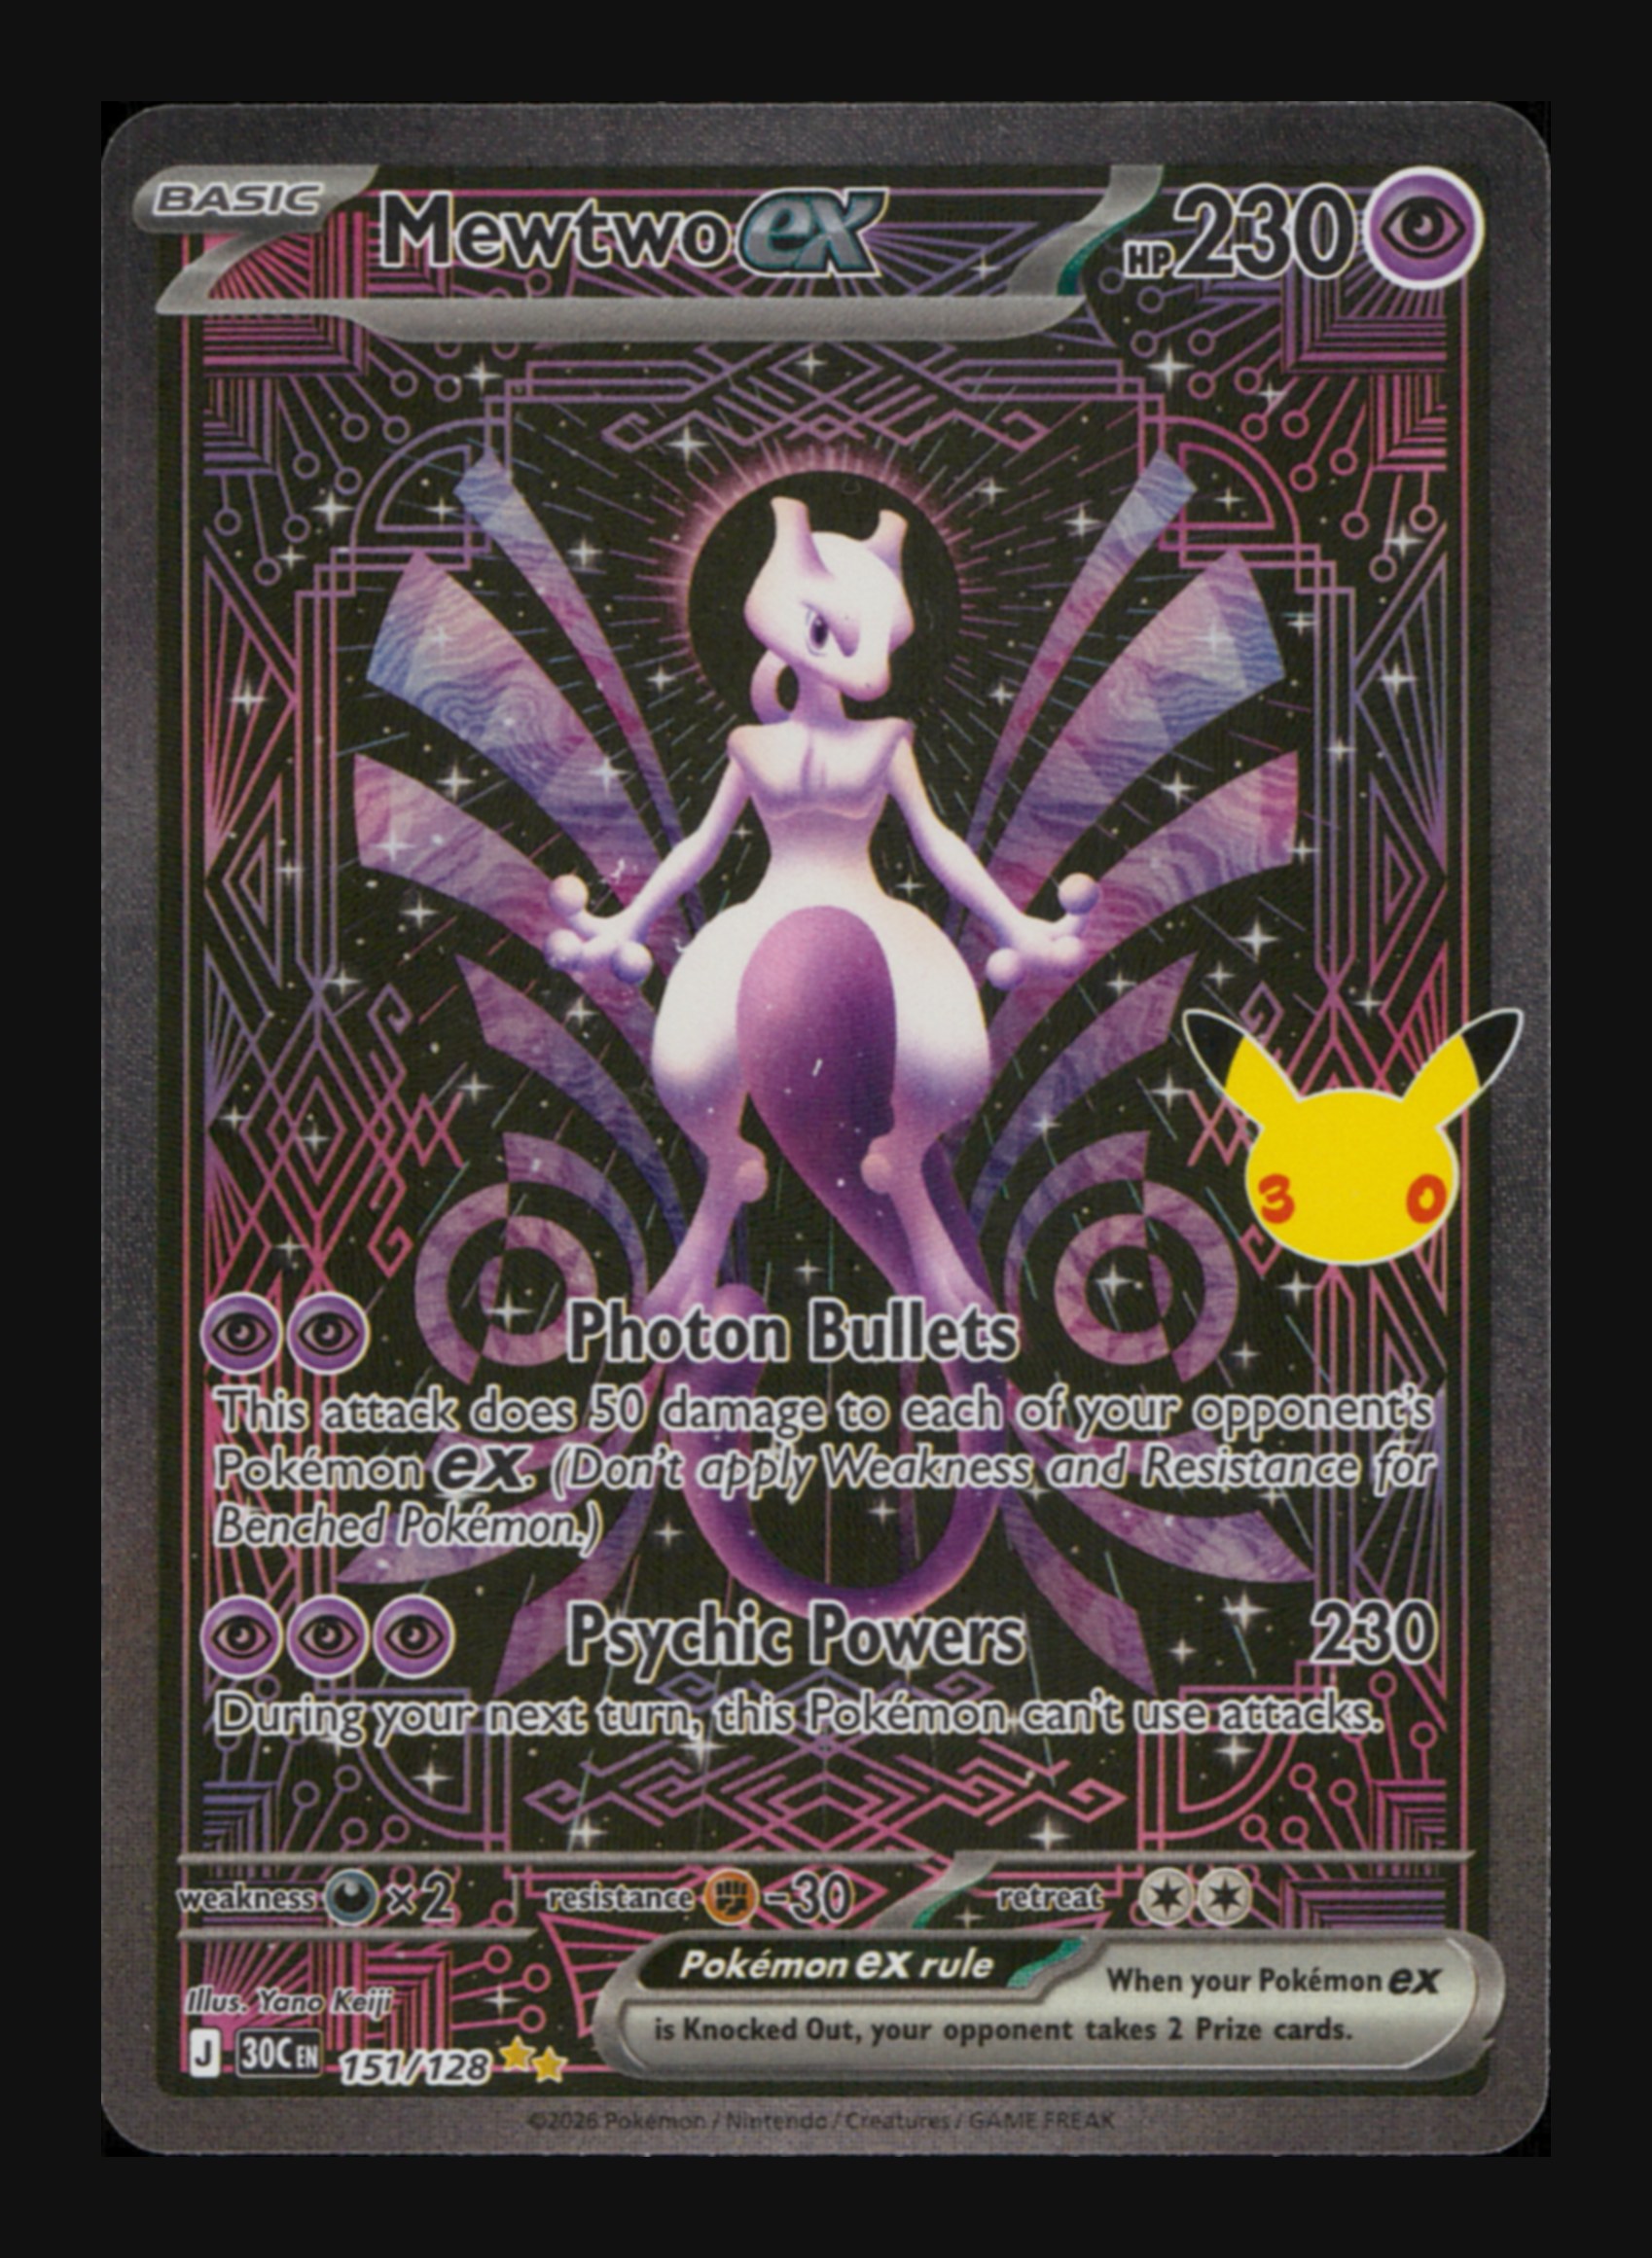 BASIC
Mewtwo ex
HP 230
Photon Bullets
This attack does 50 damage to each of your opponent's
Pokémon ex. (Don't apply Weakness and Resistance for
Benched Pokémon.)
Psychic Powers 230
During your next turn, this Pokémon can't use attacks.
30
weakness ×2 resistance -30 retreat
Pokémon ex rule
When your Pokémon ex
is Knocked Out, your opponent takes 2 Prize cards.
Illus. Yano Keiji
J 30C EN 151/128
©2026 Pokémon / Nintendo / Creatures / GAME FREAK